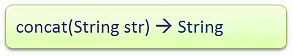 concat(String str) → String